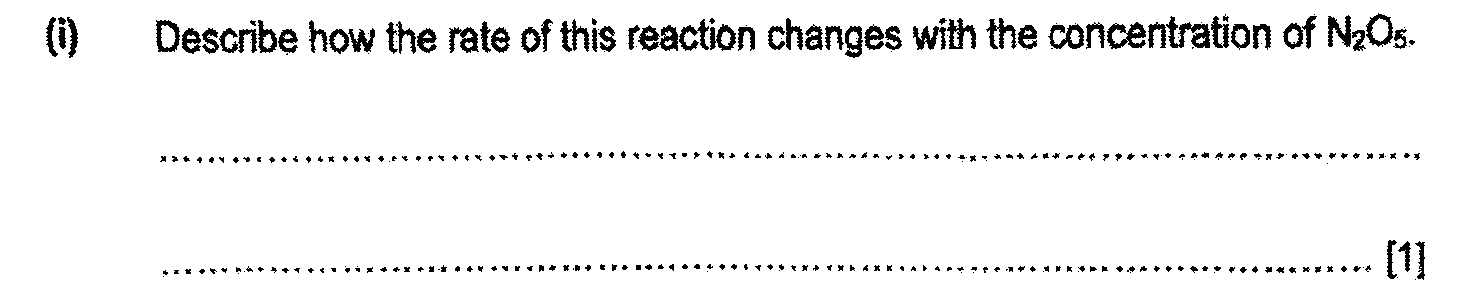 (i) Describe how the rate of this reaction changes with the concentration of N₂O₅.
[1]